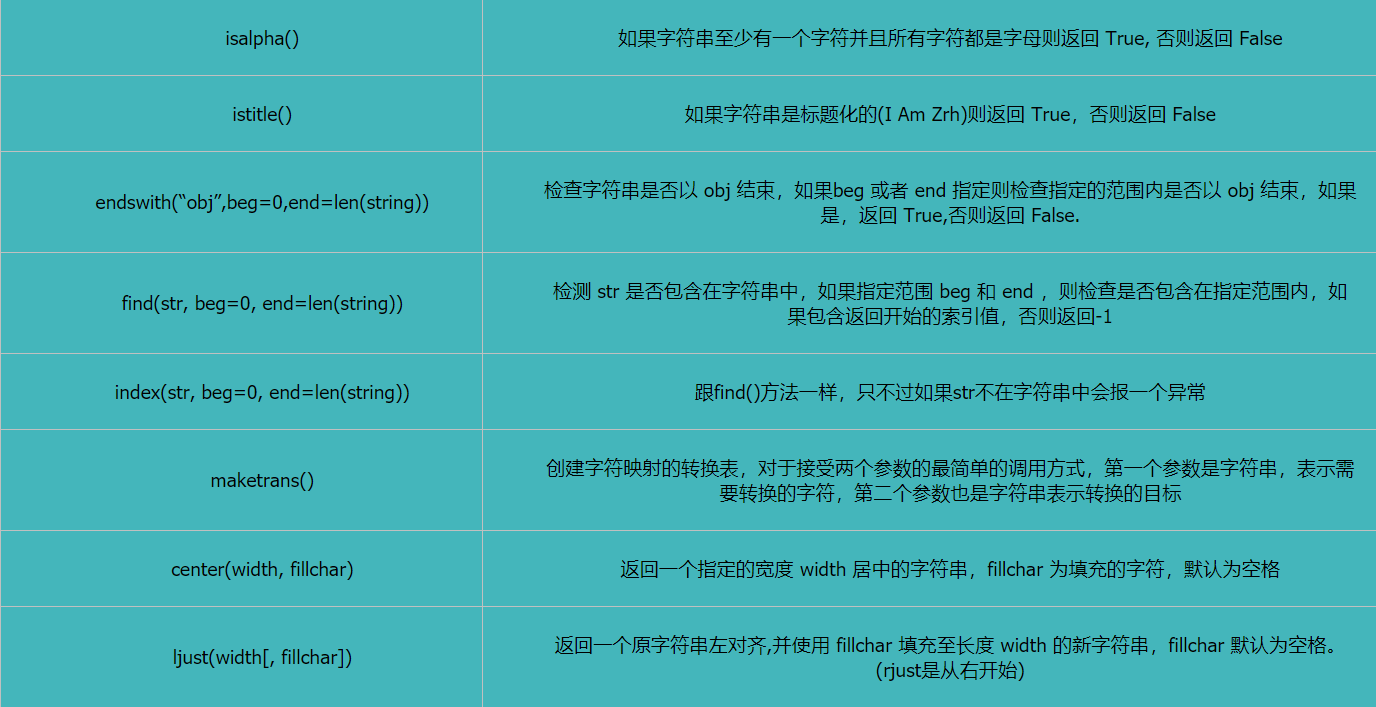 isalpha()
如果字符串至少有一个字符并且所有字符都是字母则返回 True, 否则返回 False
istitle()
如果字符串是标题化的(I Am Zrh)则返回 True，否则返回 False
endswith(“obj”,beg=0,end=len(string))
检查字符串是否以 obj 结束，如果beg 或者 end 指定则检查指定的范围内是否以 obj 结束，如果
是，返回 True,否则返回 False.
find(str, beg=0, end=len(string))
检测 str 是否包含在字符串中，如果指定范围 beg 和 end ，则检查是否包含在指定范围内，如
果包含返回开始的索引值，否则返回-1
index(str, beg=0, end=len(string))
跟find()方法一样，只不过如果str不在字符串中会报一个异常
maketrans()
创建字符映射的转换表，对于接受两个参数的最简单的调用方式，第一个参数是字符串，表示需
要转换的字符，第二个参数也是字符串表示转换的目标
center(width, fillchar)
返回一个指定的宽度 width 居中的字符串，fillchar 为填充的字符，默认为空格
ljust(width[, fillchar])
返回一个原字符串左对齐,并使用 fillchar 填充至长度 width 的新字符串，fillchar 默认为空格。
(rjust是从右开始)